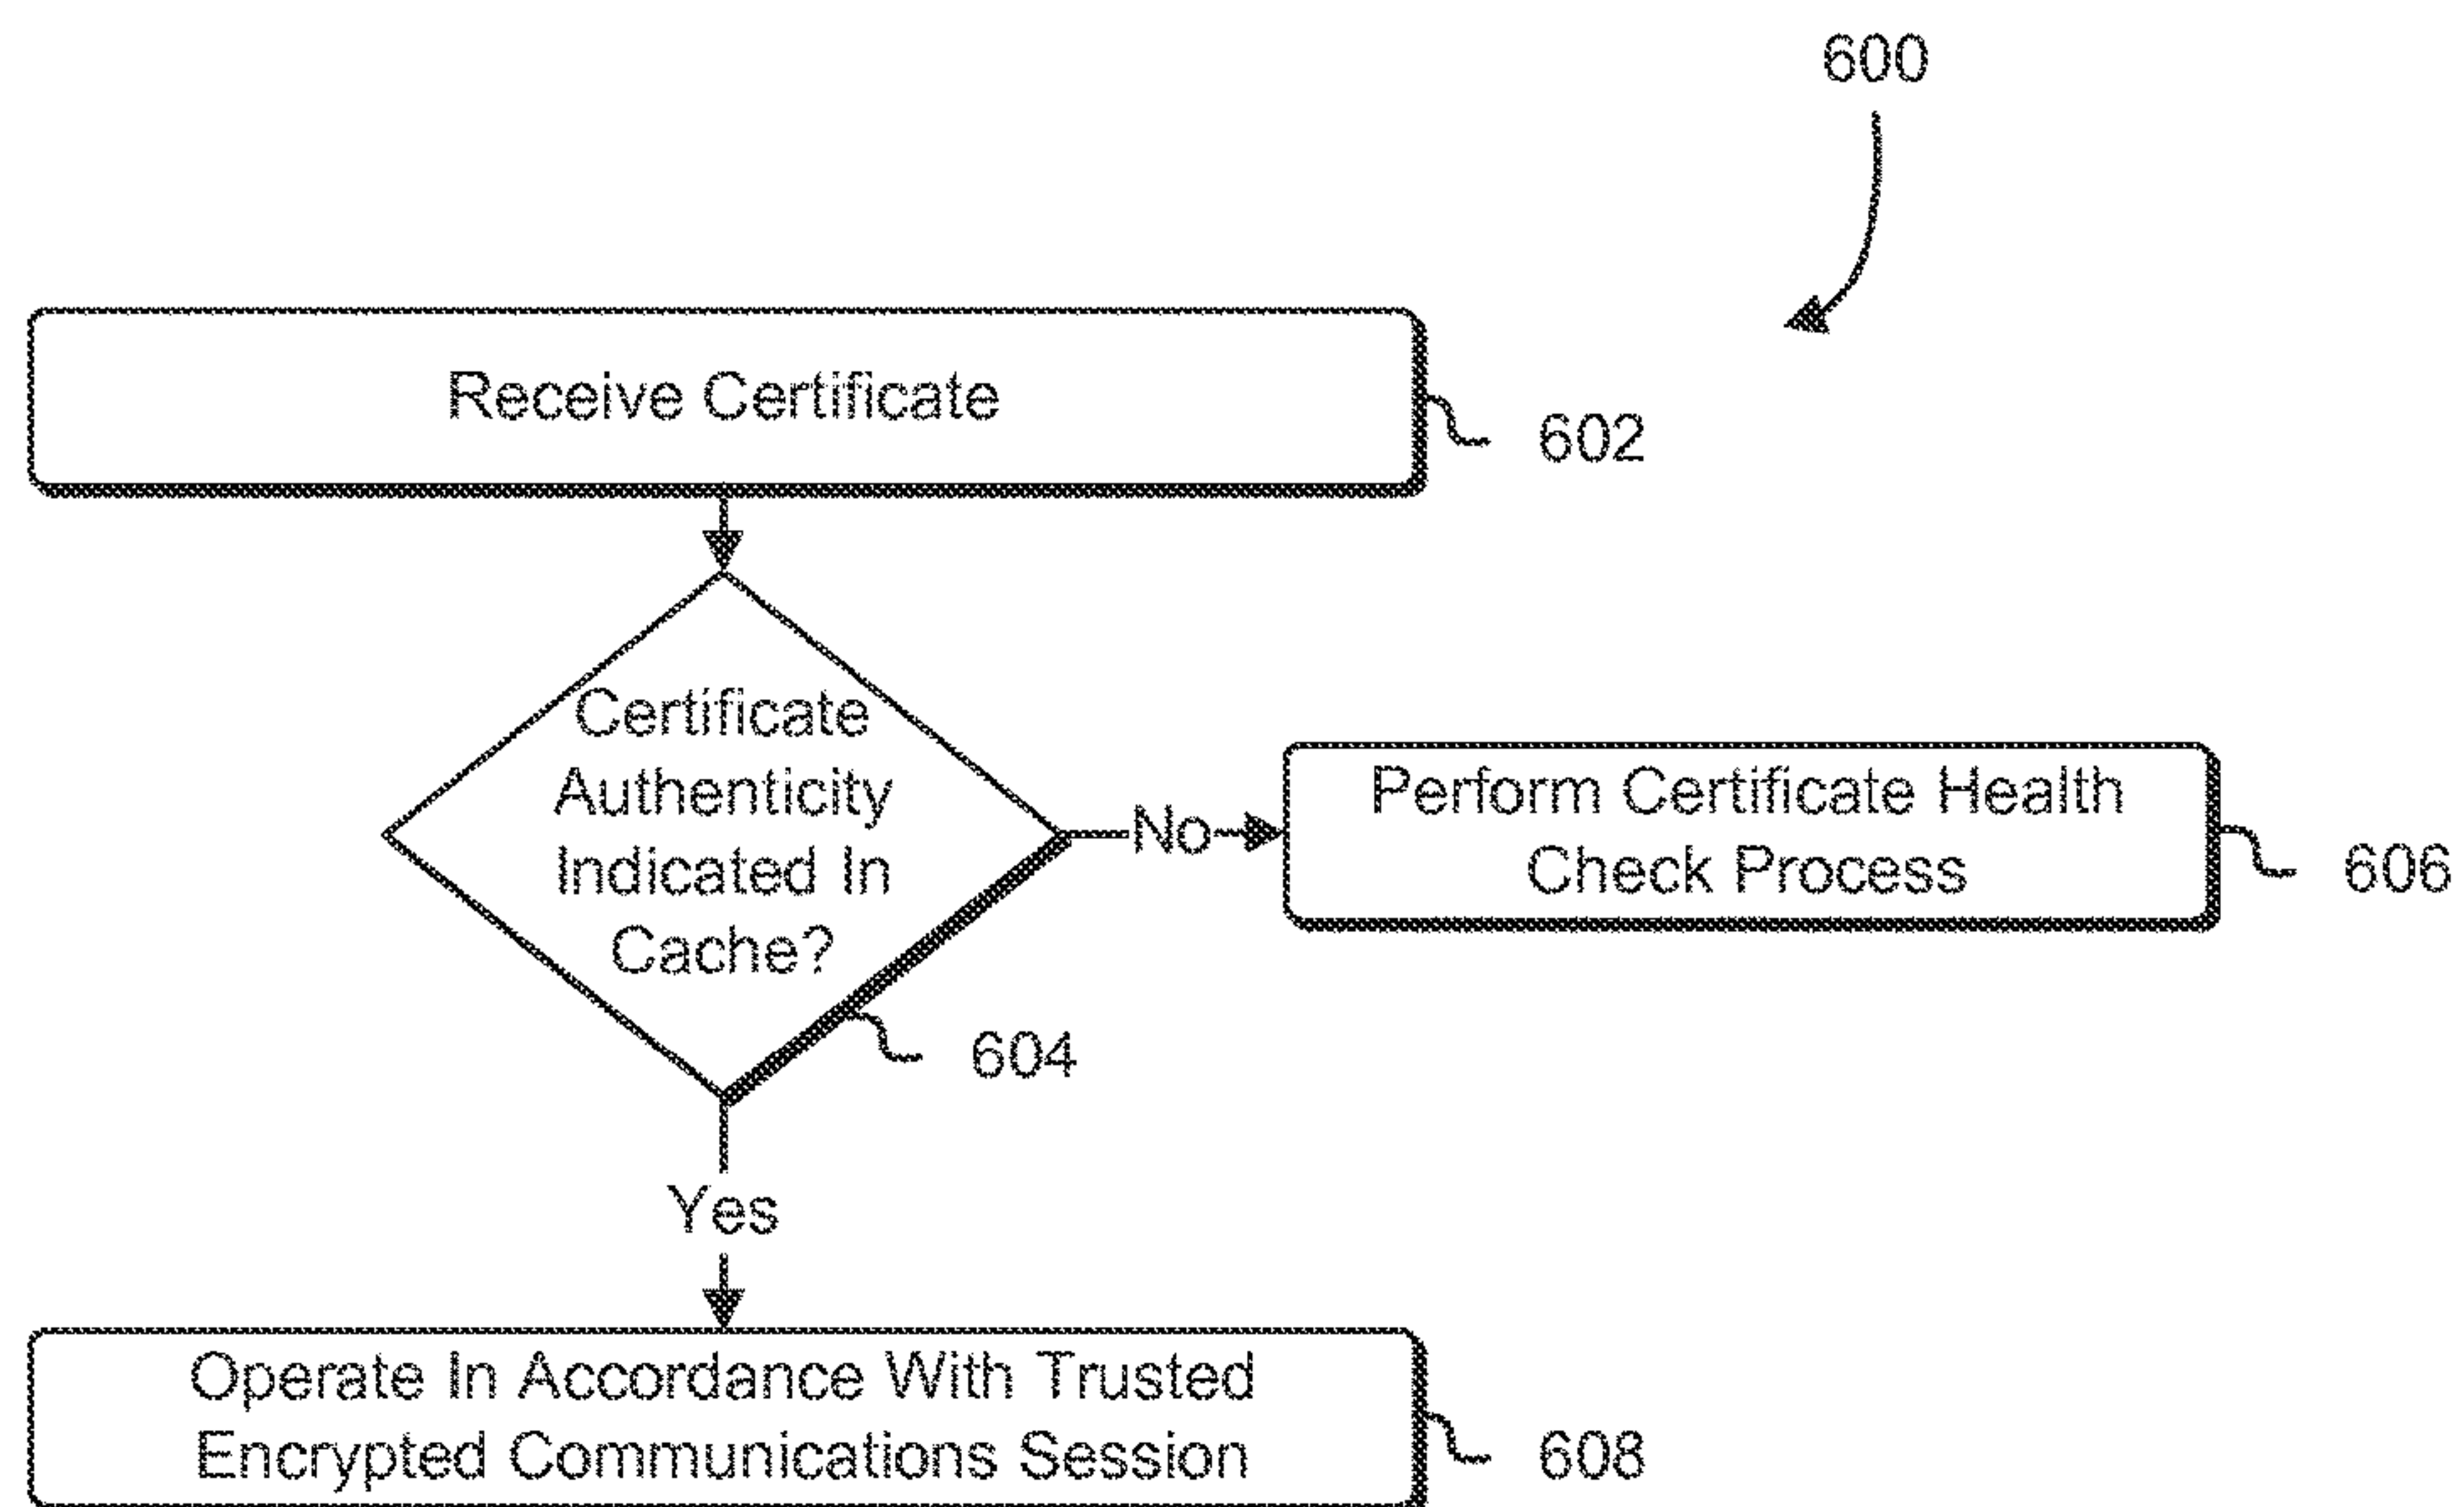 600
Receive Certificate
602
Certificate
Authenticity
Indicated In
Cache?
No
Perform Certificate Health
Check Process
606
604
Yes
Operate In Accordance With Trusted
Encrypted Communications Session
608